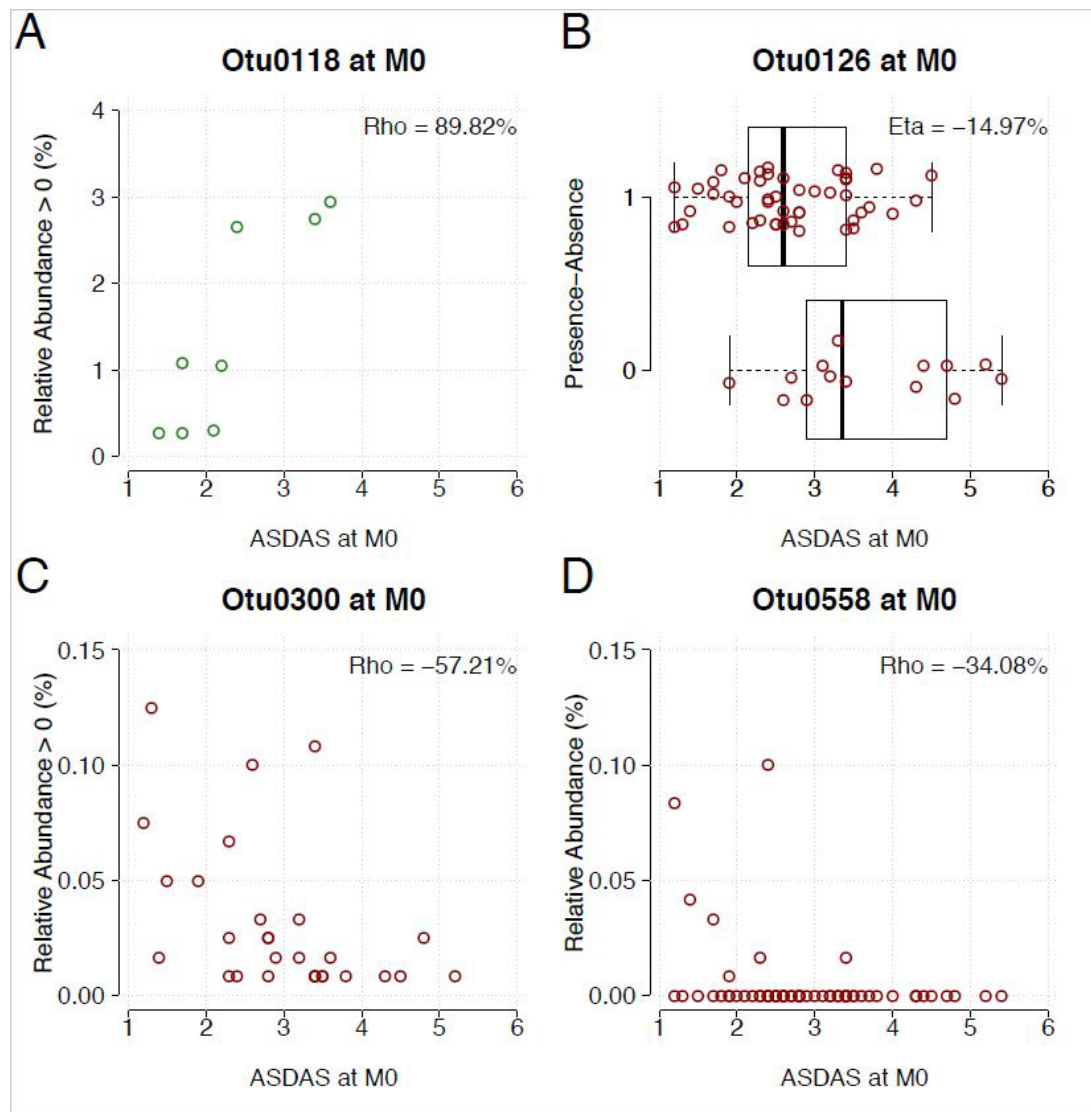 A
Otu0118 at M0
Rho = 89.82%
Relative Abundance > 0 (%)
4
3
2
1
0
1 2 3 4 5 6
ASDAS at M0
B
Otu0126 at M0
Eta = −14.97%
Presence−Absence
1
0
1 2 3 4 5 6
ASDAS at M0
C
Otu0300 at M0
Rho = −57.21%
Relative Abundance > 0 (%)
0.15
0.10
0.05
0.00
1 2 3 4 5 6
ASDAS at M0
D
Otu0558 at M0
Rho = −34.08%
Relative Abundance (%)
0.15
0.10
0.05
0.00
1 2 3 4 5 6
ASDAS at M0